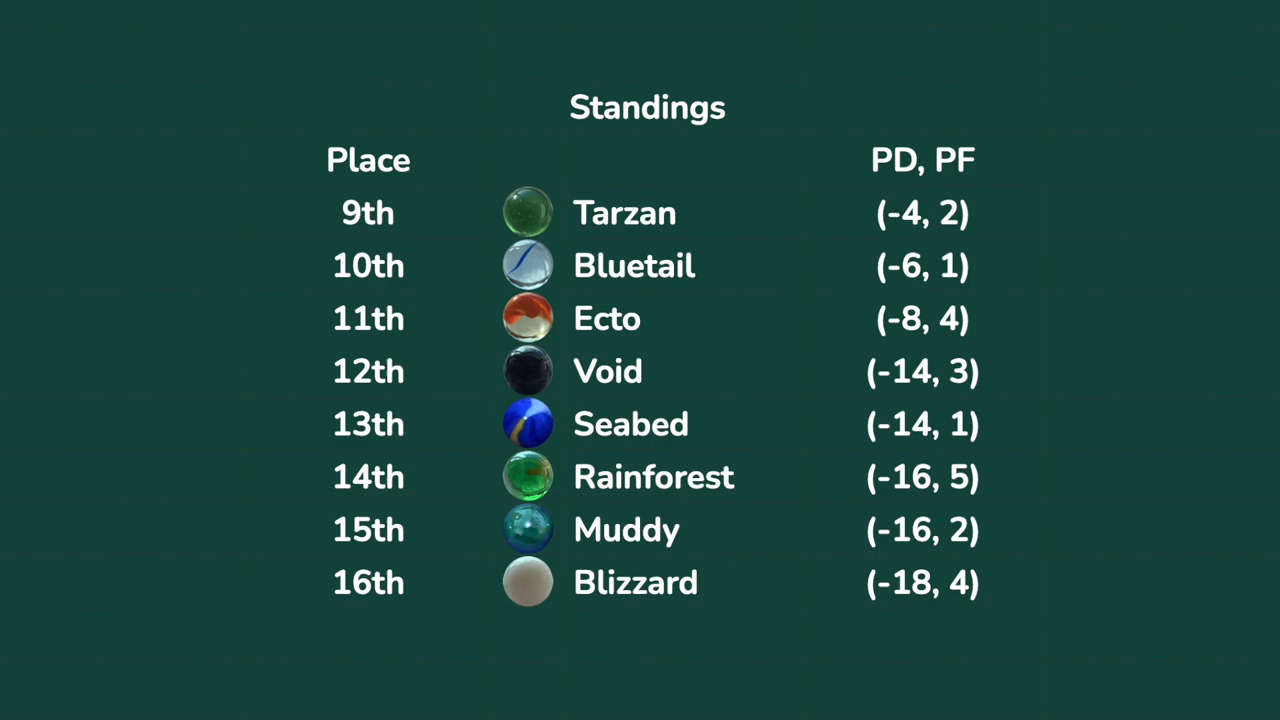 Standings
Place PD, PF
9th Tarzan (-4, 2)
10th Bluetail (-6, 1)
11th Ecto (-8, 4)
12th Void (-14, 3)
13th Seabed (-14, 1)
14th Rainforest (-16, 5)
15th Muddy (-16, 2)
16th Blizzard (-18, 4)